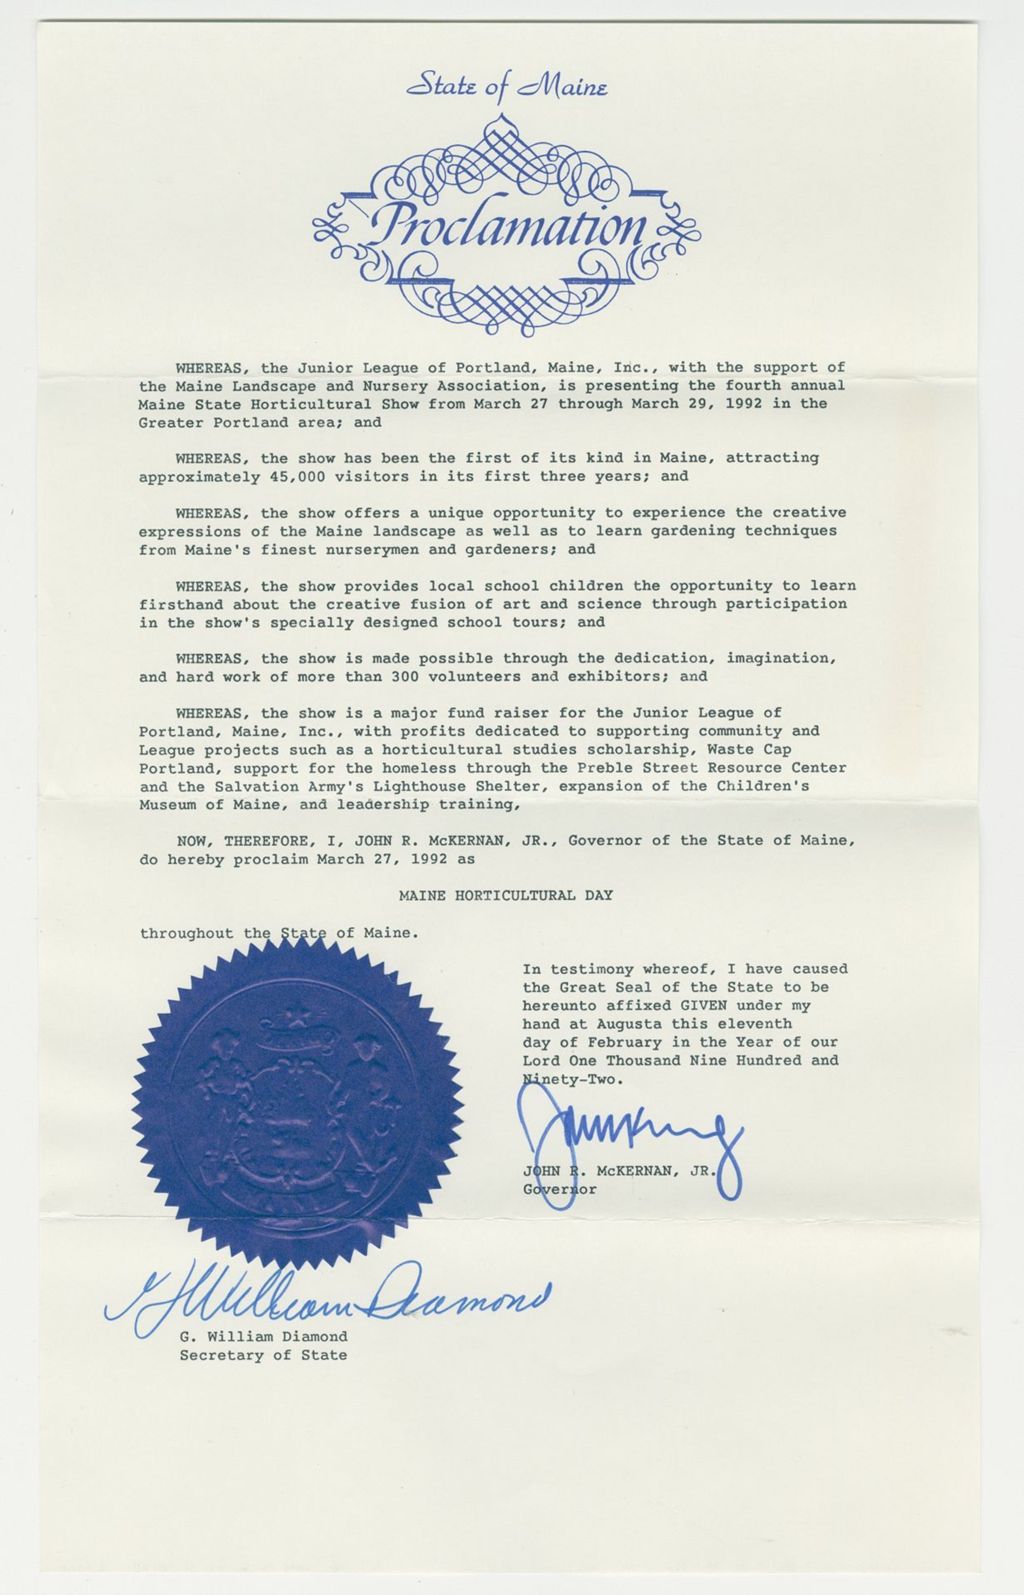 State of Maine
Proclamation
WHEREAS, the Junior League of Portland, Maine, Inc., with the support of
the Maine Landscape and Nursery Association, is presenting the fourth annual
Maine State Horticultural Show from March 27 through March 29, 1992 in the
Greater Portland area; and
WHEREAS, the show has been the first of its kind in Maine, attracting
approximately 45,000 visitors in its first three years; and
WHEREAS, the show offers a unique opportunity to experience the creative
expressions of the Maine landscape as well as to learn gardening techniques
from Maine's finest nurserymen and gardeners; and
WHEREAS, the show provides local school children the opportunity to learn
firsthand about the creative fusion of art and science through participation
in the show's specially designed school tours; and
WHEREAS, the show is made possible through the dedication, imagination,
and hard work of more than 300 volunteers and exhibitors; and
WHEREAS, the show is a major fund raiser for the Junior League of
Portland, Maine, Inc., with profits dedicated to supporting community and
League projects such as a horticultural studies scholarship, Waste Cap
Portland, support for the homeless through the Preble Street Resource Center
and the Salvation Army's Lighthouse Shelter, expansion of the Children's
Museum of Maine, and leadership training,
NOW, THEREFORE, I, JOHN R. McKERNAN, JR., Governor of the State of Maine,
do hereby proclaim March 27, 1992 as
MAINE HORTICULTURAL DAY
throughout the State of Maine.
In testimony whereof, I have caused
the Great Seal of the State to be
hereunto affixed GIVEN under my
hand at Augusta this eleventh
day of February in the Year of our
Lord One Thousand Nine Hundred and
Ninety-Two.
JOHN R. McKERNAN, JR.
Governor
G. William Diamond
G. William Diamond
Secretary of State